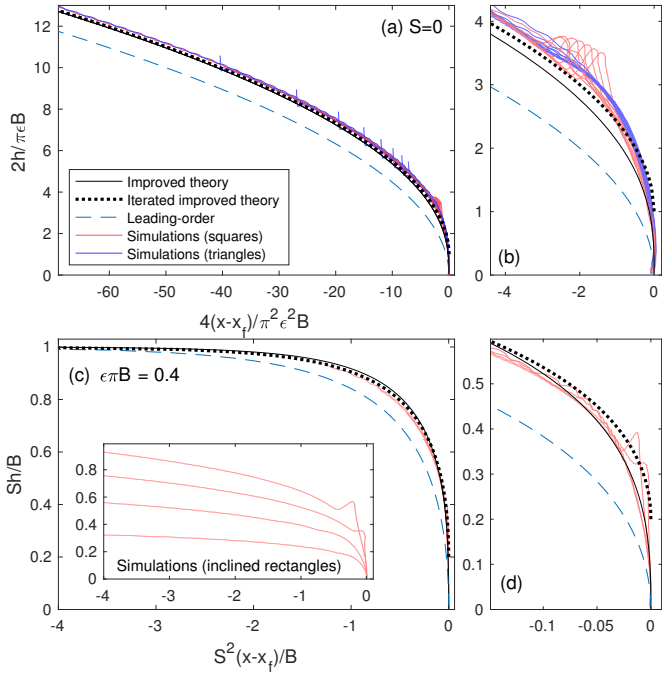 (a) S=0
2h/πϵB
12
10
8
6
4
2
0
Improved theory
Iterated improved theory
Leading-order
Simulations (squares)
Simulations (triangles)
-60 -50 -40 -30 -20 -10 0
4(x-x_f)/π²ϵ²B
4
3
2
1
0
(b)
-4 -2 0
Sh/B
1
0.8
0.6
0.4
0.2
0
(c) ϵπB = 0.4
0.8
0.6
0.4
0.2
0
Simulations (inclined rectangles)
-4 -3 -2 -1 0
-4 -3 -2 -1 0
S²(x-x_f)/B
0.5
0.4
0.3
0.2
0.1
0
(d)
-0.1 -0.05 0